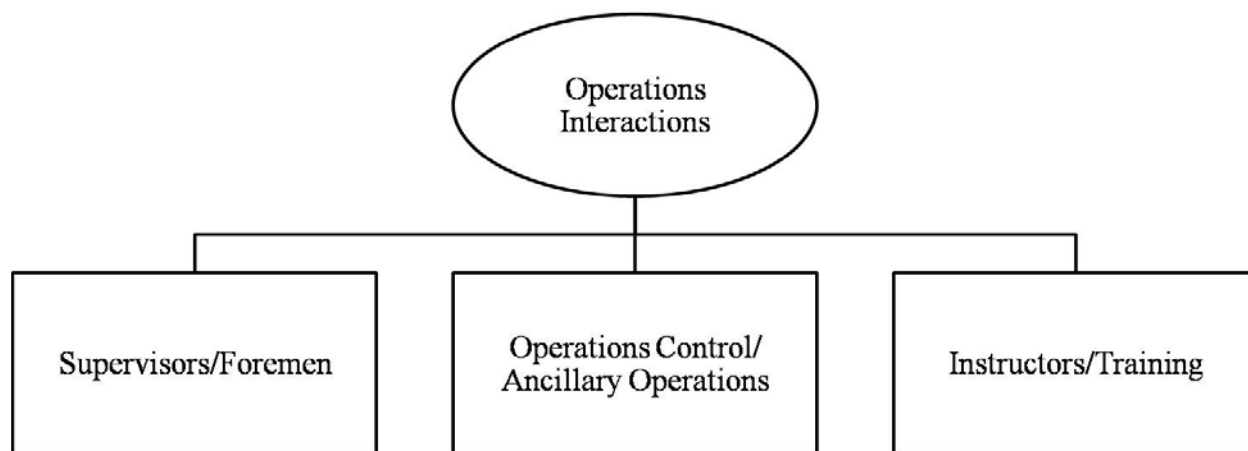 Operations
Interactions
Supervisors/Foremen
Operations Control/
Ancillary Operations
Instructors/Training